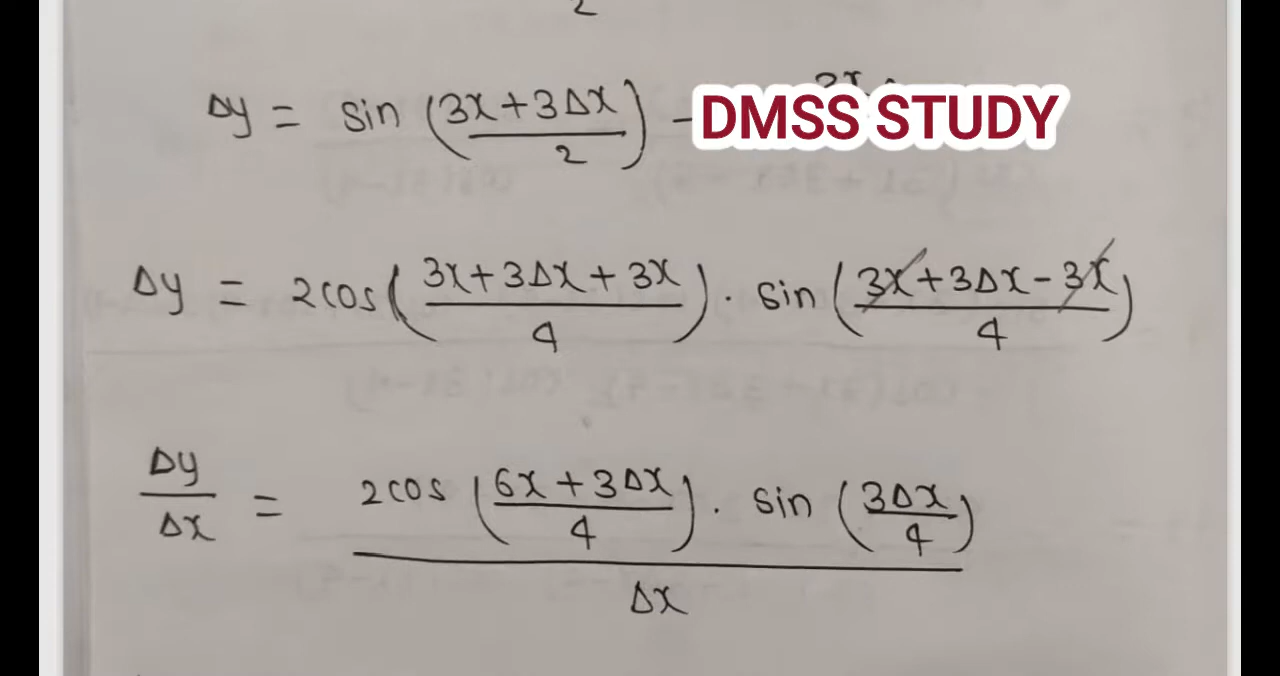 2
Δy = sin (3x+3Δx / 2) − DMSS STUDY
Δy = 2cos(3x+3Δx+3x / 4) · sin (3x+3Δx-3x / 4)
Δy/Δx = 2cos (6x+3Δx / 4) · sin (3Δx / 4) / Δx